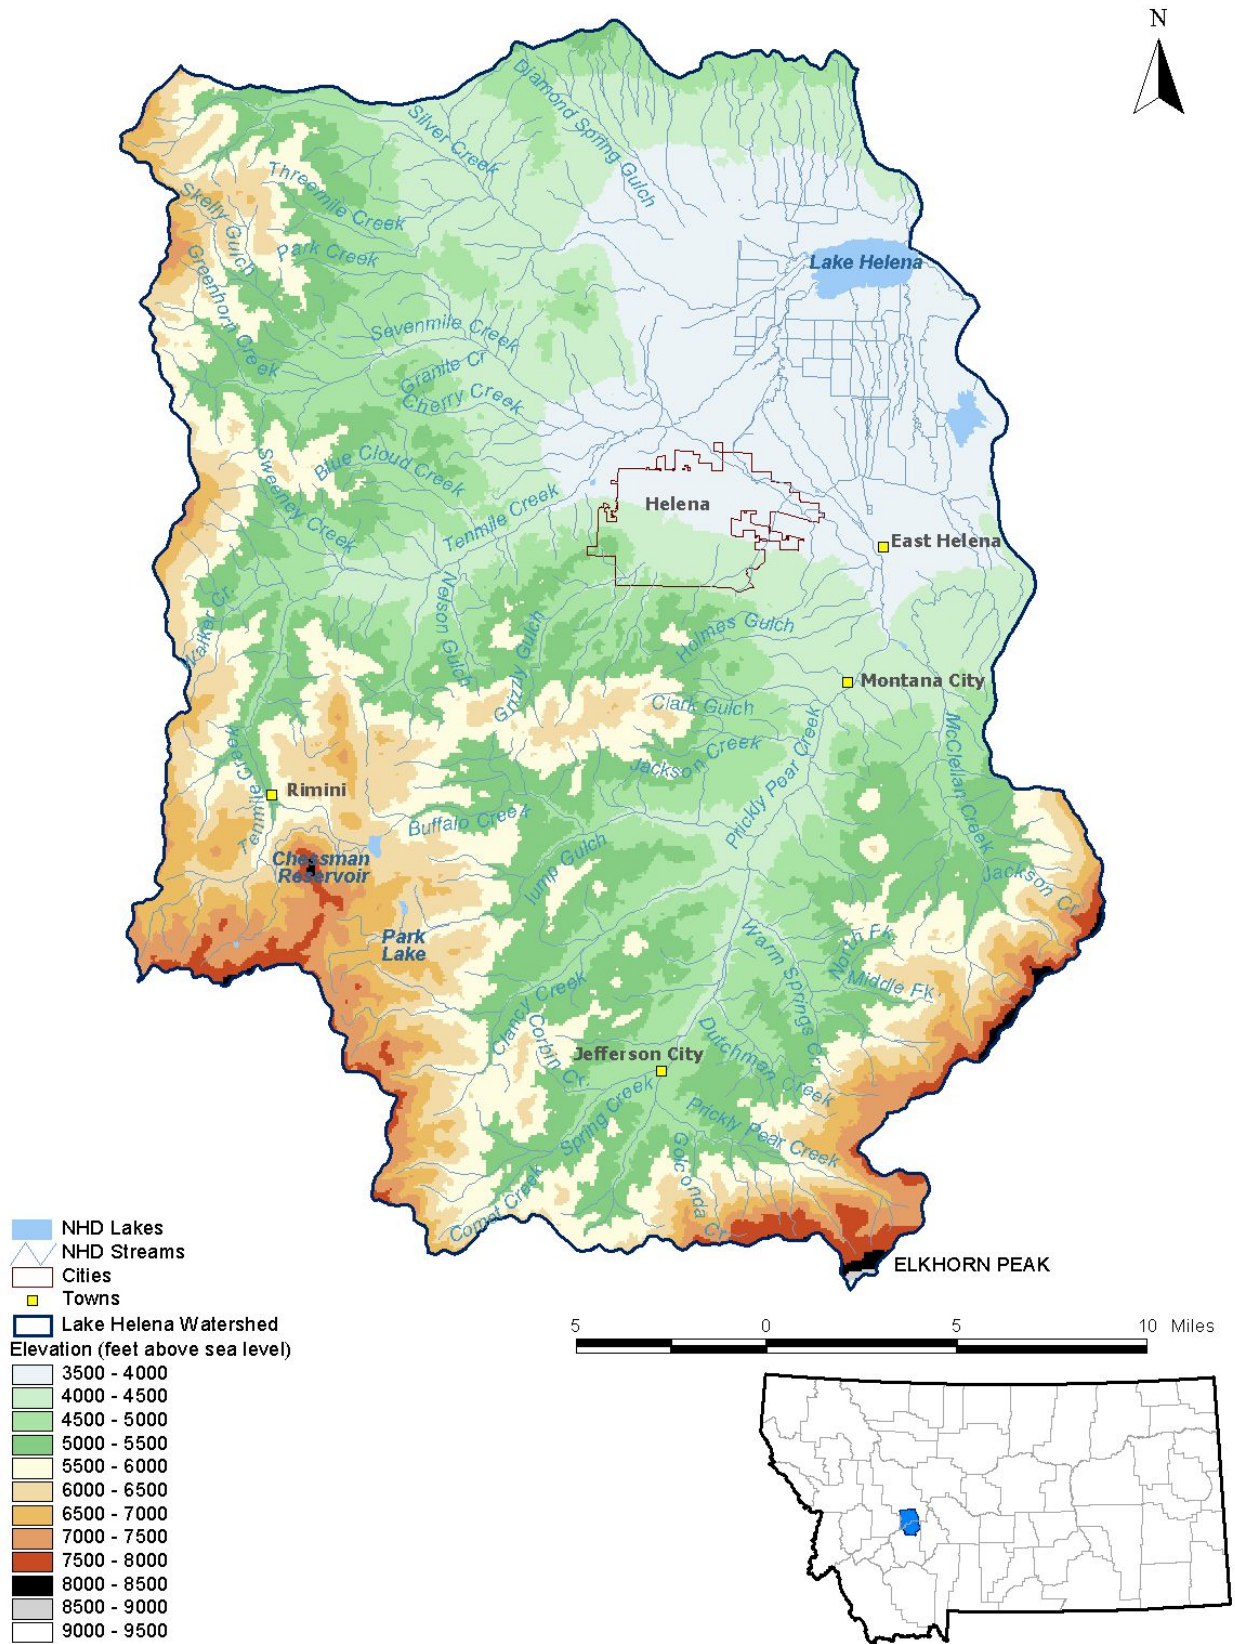 N
Diamond Spring Gulch
Silver Creek
Threemile Creek
Skelly Gulch
Park Creek
Greenhorn Creek
Lake Helena
Sevenmile Creek
Granite Cr
Cherry Creek
Blue Cloud Creek
Sweeney Creek
Tenmile Creek
Helena
East Helena
Nelson Gulch
Walker Cr.
Grizzly Gulch
Holmes Gulch
Montana City
Clark Gulch
McClellan Creek
Jackson Creek
Prickly Pear Creek
Tenmile Creek
Rimini
Buffalo Creek
Chessman
Reservoir
Jump Gulch
Jackson Cr.
Park
Lake
Warm Springs Cr.
North Fk.
Middle Fk.
Clancy Creek
Corbin Cr.
Dutchman Creek
Jefferson City
Spring Creek
Prickly Pear Creek
Golconda Cr.
Comet Creek
ELKHORN PEAK
NHD Lakes
NHD Streams
Cities
Towns
Lake Helena Watershed
Elevation (feet above sea level)
3500 - 4000
4000 - 4500
4500 - 5000
5000 - 5500
5500 - 6000
6000 - 6500
6500 - 7000
7000 - 7500
7500 - 8000
8000 - 8500
8500 - 9000
9000 - 9500
5 0 5 10 Miles